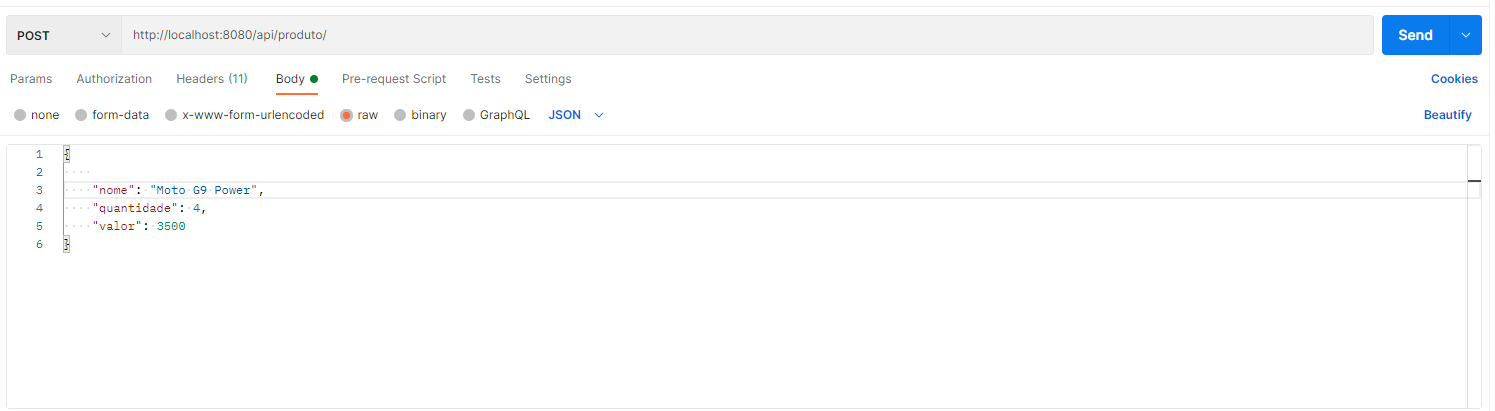 POST http://localhost:8080/api/produto/ Send
Params Authorization Headers (11) Body Pre-request Script Tests Settings Cookies
none form-data x-www-form-urlencoded raw binary GraphQL JSON Beautify
1 {
2
3 "nome": "Moto G9 Power",
4 "quantidade": 4,
5 "valor": 3500
6 }